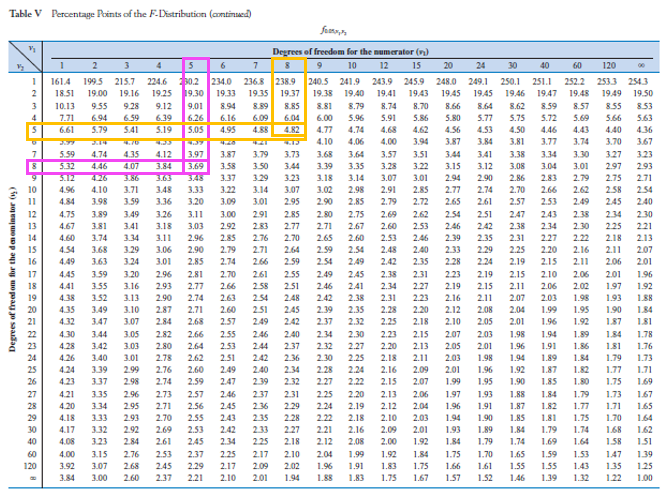 Table V Percentage Points of the F-Distribution (continued)
f0.05,v1,v2
v1
Degrees of freedom for the numerator (v1)
v2 1 2 3 4 5 6 7 8 9 10 12 15 20 24 30 40 60 120 ∞
Degrees of freedom for the denominator (v2)
1 161.4 199.5 215.7 224.6 230.2 234.0 236.8 238.9 240.5 241.9 243.9 245.9 248.0 249.1 250.1 251.1 252.2 253.3 254.3
2 18.51 19.00 19.16 19.25 19.30 19.33 19.35 19.37 19.38 19.40 19.41 19.43 19.45 19.45 19.46 19.47 19.48 19.49 19.50
3 10.13 9.55 9.28 9.12 9.01 8.94 8.89 8.85 8.81 8.79 8.74 8.70 8.66 8.64 8.62 8.59 8.57 8.55 8.53
4 7.71 6.94 6.59 6.39 6.26 6.16 6.09 6.04 6.00 5.96 5.91 5.86 5.80 5.77 5.75 5.72 5.69 5.66 5.63
5 6.61 5.79 5.41 5.19 5.05 4.95 4.88 4.82 4.77 4.74 4.68 4.62 4.56 4.53 4.50 4.46 4.43 4.40 4.36
6 5.99 5.14 4.76 4.53 4.39 4.28 4.21 4.15 4.10 4.06 4.00 3.94 3.87 3.84 3.81 3.77 3.74 3.70 3.67
7 5.59 4.74 4.35 4.12 3.97 3.87 3.79 3.73 3.68 3.64 3.57 3.51 3.44 3.41 3.38 3.34 3.30 3.27 3.23
8 5.32 4.46 4.07 3.84 3.69 3.58 3.50 3.44 3.39 3.35 3.28 3.22 3.15 3.12 3.08 3.04 3.01 2.97 2.93
9 5.12 4.26 3.86 3.63 3.48 3.37 3.29 3.23 3.18 3.14 3.07 3.01 2.94 2.90 2.86 2.83 2.79 2.75 2.71
10 4.96 4.10 3.71 3.48 3.33 3.22 3.14 3.07 3.02 2.98 2.91 2.85 2.77 2.74 2.70 2.66 2.62 2.58 2.54
11 4.84 3.98 3.59 3.36 3.20 3.09 3.01 2.95 2.90 2.85 2.79 2.72 2.65 2.61 2.57 2.53 2.49 2.45 2.40
12 4.75 3.89 3.49 3.26 3.11 3.00 2.91 2.85 2.80 2.75 2.69 2.62 2.54 2.51 2.47 2.43 2.38 2.34 2.30
13 4.67 3.81 3.41 3.18 3.03 2.92 2.83 2.77 2.71 2.67 2.60 2.53 2.46 2.42 2.38 2.34 2.30 2.25 2.21
14 4.60 3.74 3.34 3.11 2.96 2.85 2.76 2.70 2.65 2.60 2.53 2.46 2.39 2.35 2.31 2.27 2.22 2.18 2.13
15 4.54 3.68 3.29 3.06 2.90 2.79 2.71 2.64 2.59 2.54 2.48 2.40 2.33 2.29 2.25 2.20 2.16 2.11 2.07
16 4.49 3.63 3.24 3.01 2.85 2.74 2.66 2.59 2.54 2.49 2.42 2.35 2.28 2.24 2.19 2.15 2.11 2.06 2.01
17 4.45 3.59 3.20 2.96 2.81 2.70 2.61 2.55 2.49 2.45 2.38 2.31 2.23 2.19 2.15 2.10 2.06 2.01 1.96
18 4.41 3.55 3.16 2.93 2.77 2.66 2.58 2.51 2.46 2.41 2.34 2.27 2.19 2.15 2.11 2.06 2.02 1.97 1.92
19 4.38 3.52 3.13 2.90 2.74 2.63 2.54 2.48 2.42 2.38 2.31 2.23 2.16 2.11 2.07 2.03 1.98 1.93 1.88
20 4.35 3.49 3.10 2.87 2.71 2.60 2.51 2.45 2.39 2.35 2.28 2.20 2.12 2.08 2.04 1.99 1.95 1.90 1.84
21 4.32 3.47 3.07 2.84 2.68 2.57 2.49 2.42 2.37 2.32 2.25 2.18 2.10 2.05 2.01 1.96 1.92 1.87 1.81
22 4.30 3.44 3.05 2.82 2.66 2.55 2.46 2.40 2.34 2.30 2.23 2.15 2.07 2.03 1.98 1.94 1.89 1.84 1.78
23 4.28 3.42 3.03 2.80 2.64 2.53 2.44 2.37 2.32 2.27 2.20 2.13 2.05 2.01 1.96 1.91 1.86 1.81 1.76
24 4.26 3.40 3.01 2.78 2.62 2.51 2.42 2.36 2.30 2.25 2.18 2.11 2.03 1.98 1.94 1.89 1.84 1.79 1.73
25 4.24 3.39 2.99 2.76 2.60 2.49 2.40 2.34 2.28 2.24 2.16 2.09 2.01 1.96 1.92 1.87 1.82 1.77 1.71
26 4.23 3.37 2.98 2.74 2.59 2.47 2.39 2.32 2.27 2.22 2.15 2.07 1.99 1.95 1.90 1.85 1.80 1.75 1.69
27 4.21 3.35 2.96 2.73 2.57 2.46 2.37 2.31 2.25 2.20 2.13 2.06 1.97 1.93 1.88 1.84 1.79 1.73 1.67
28 4.20 3.34 2.95 2.71 2.56 2.45 2.36 2.29 2.24 2.19 2.12 2.04 1.96 1.91 1.87 1.82 1.77 1.71 1.65
29 4.18 3.33 2.93 2.70 2.55 2.43 2.35 2.28 2.22 2.18 2.10 2.03 1.94 1.90 1.85 1.81 1.75 1.70 1.64
30 4.17 3.32 2.92 2.69 2.53 2.42 2.33 2.27 2.21 2.16 2.09 2.01 1.93 1.89 1.84 1.79 1.74 1.68 1.62
40 4.08 3.23 2.84 2.61 2.45 2.34 2.25 2.18 2.12 2.08 2.00 1.92 1.84 1.79 1.74 1.69 1.64 1.58 1.51
60 4.00 3.15 2.76 2.53 2.37 2.25 2.17 2.10 2.04 1.99 1.92 1.84 1.75 1.70 1.65 1.59 1.53 1.47 1.39
120 3.92 3.07 2.68 2.45 2.29 2.17 2.09 2.02 1.96 1.91 1.83 1.75 1.66 1.61 1.55 1.55 1.43 1.35 1.25
∞ 3.84 3.00 2.60 2.37 2.21 2.10 2.01 1.94 1.88 1.83 1.75 1.67 1.57 1.52 1.46 1.39 1.32 1.22 1.00